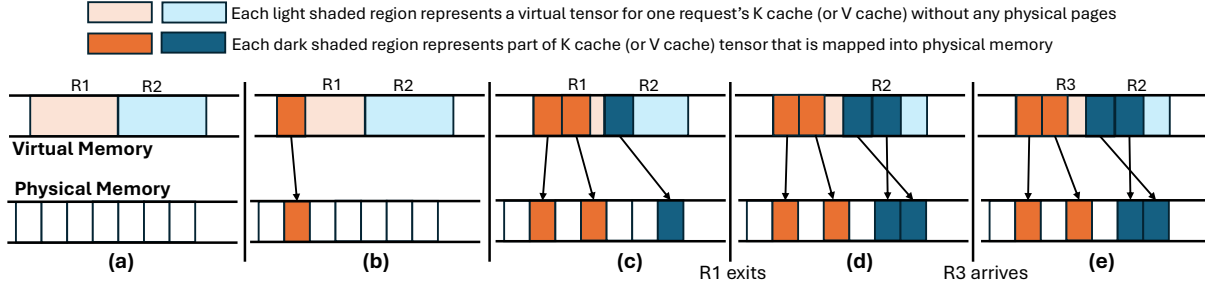 Each light shaded region represents a virtual tensor for one request's K cache (or V cache) without any physical pages
Each dark shaded region represents part of K cache (or V cache) tensor that is mapped into physical memory
R1 R2
R1 R2
R2
R3 R2
Virtual Memory
Physical Memory
(a) (b) (c) (d) (e)
R1 exits R3 arrives